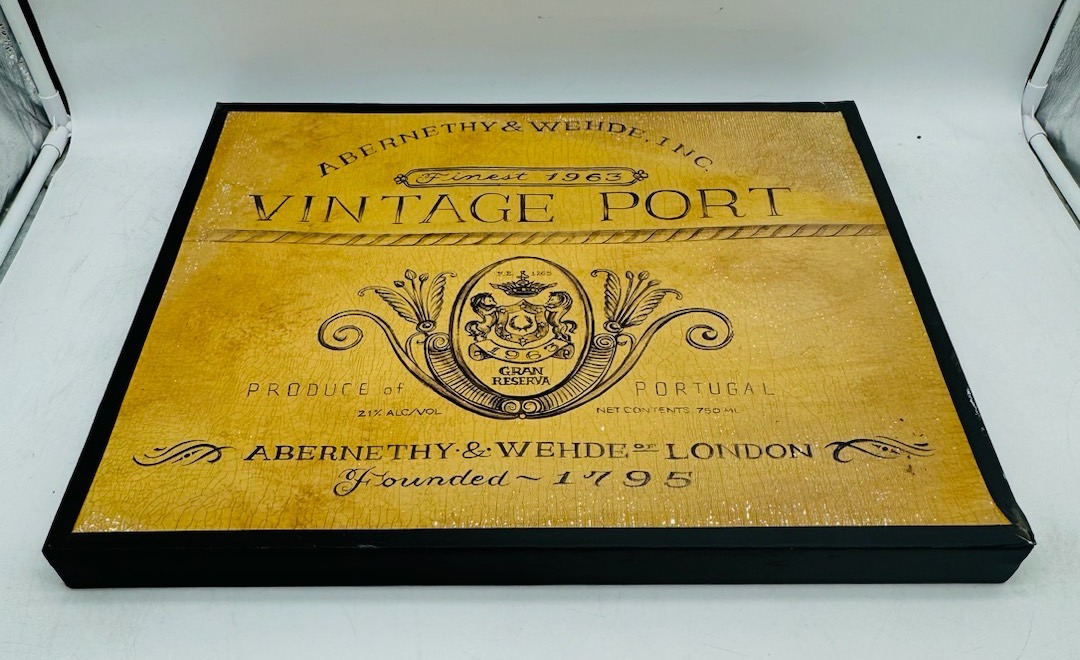 ABERNETHY & WEHDE, INC.
Finest 1963
VINTAGE PORT
1963
GRAN
RESERVA
PRODUCE of PORTUGAL
21% ALC/VOL NET CONTENTS 750 ML
ABERNETHY · & · WEHDE OF LONDON
Founded ~ 1795